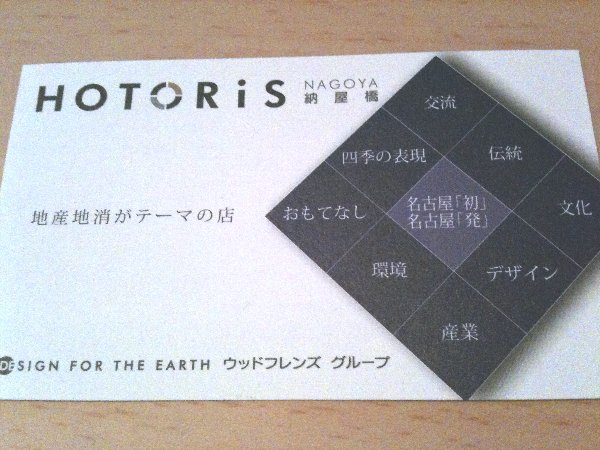 HOTORiS NAGOYA
納屋橋
交流
四季の表現
伝統
おもてなし
名古屋「初」
名古屋「発」
文化
環境
デザイン
産業
地産地消がテーマの店
DESIGN FOR THE EARTH ウッドフレンズ グループ